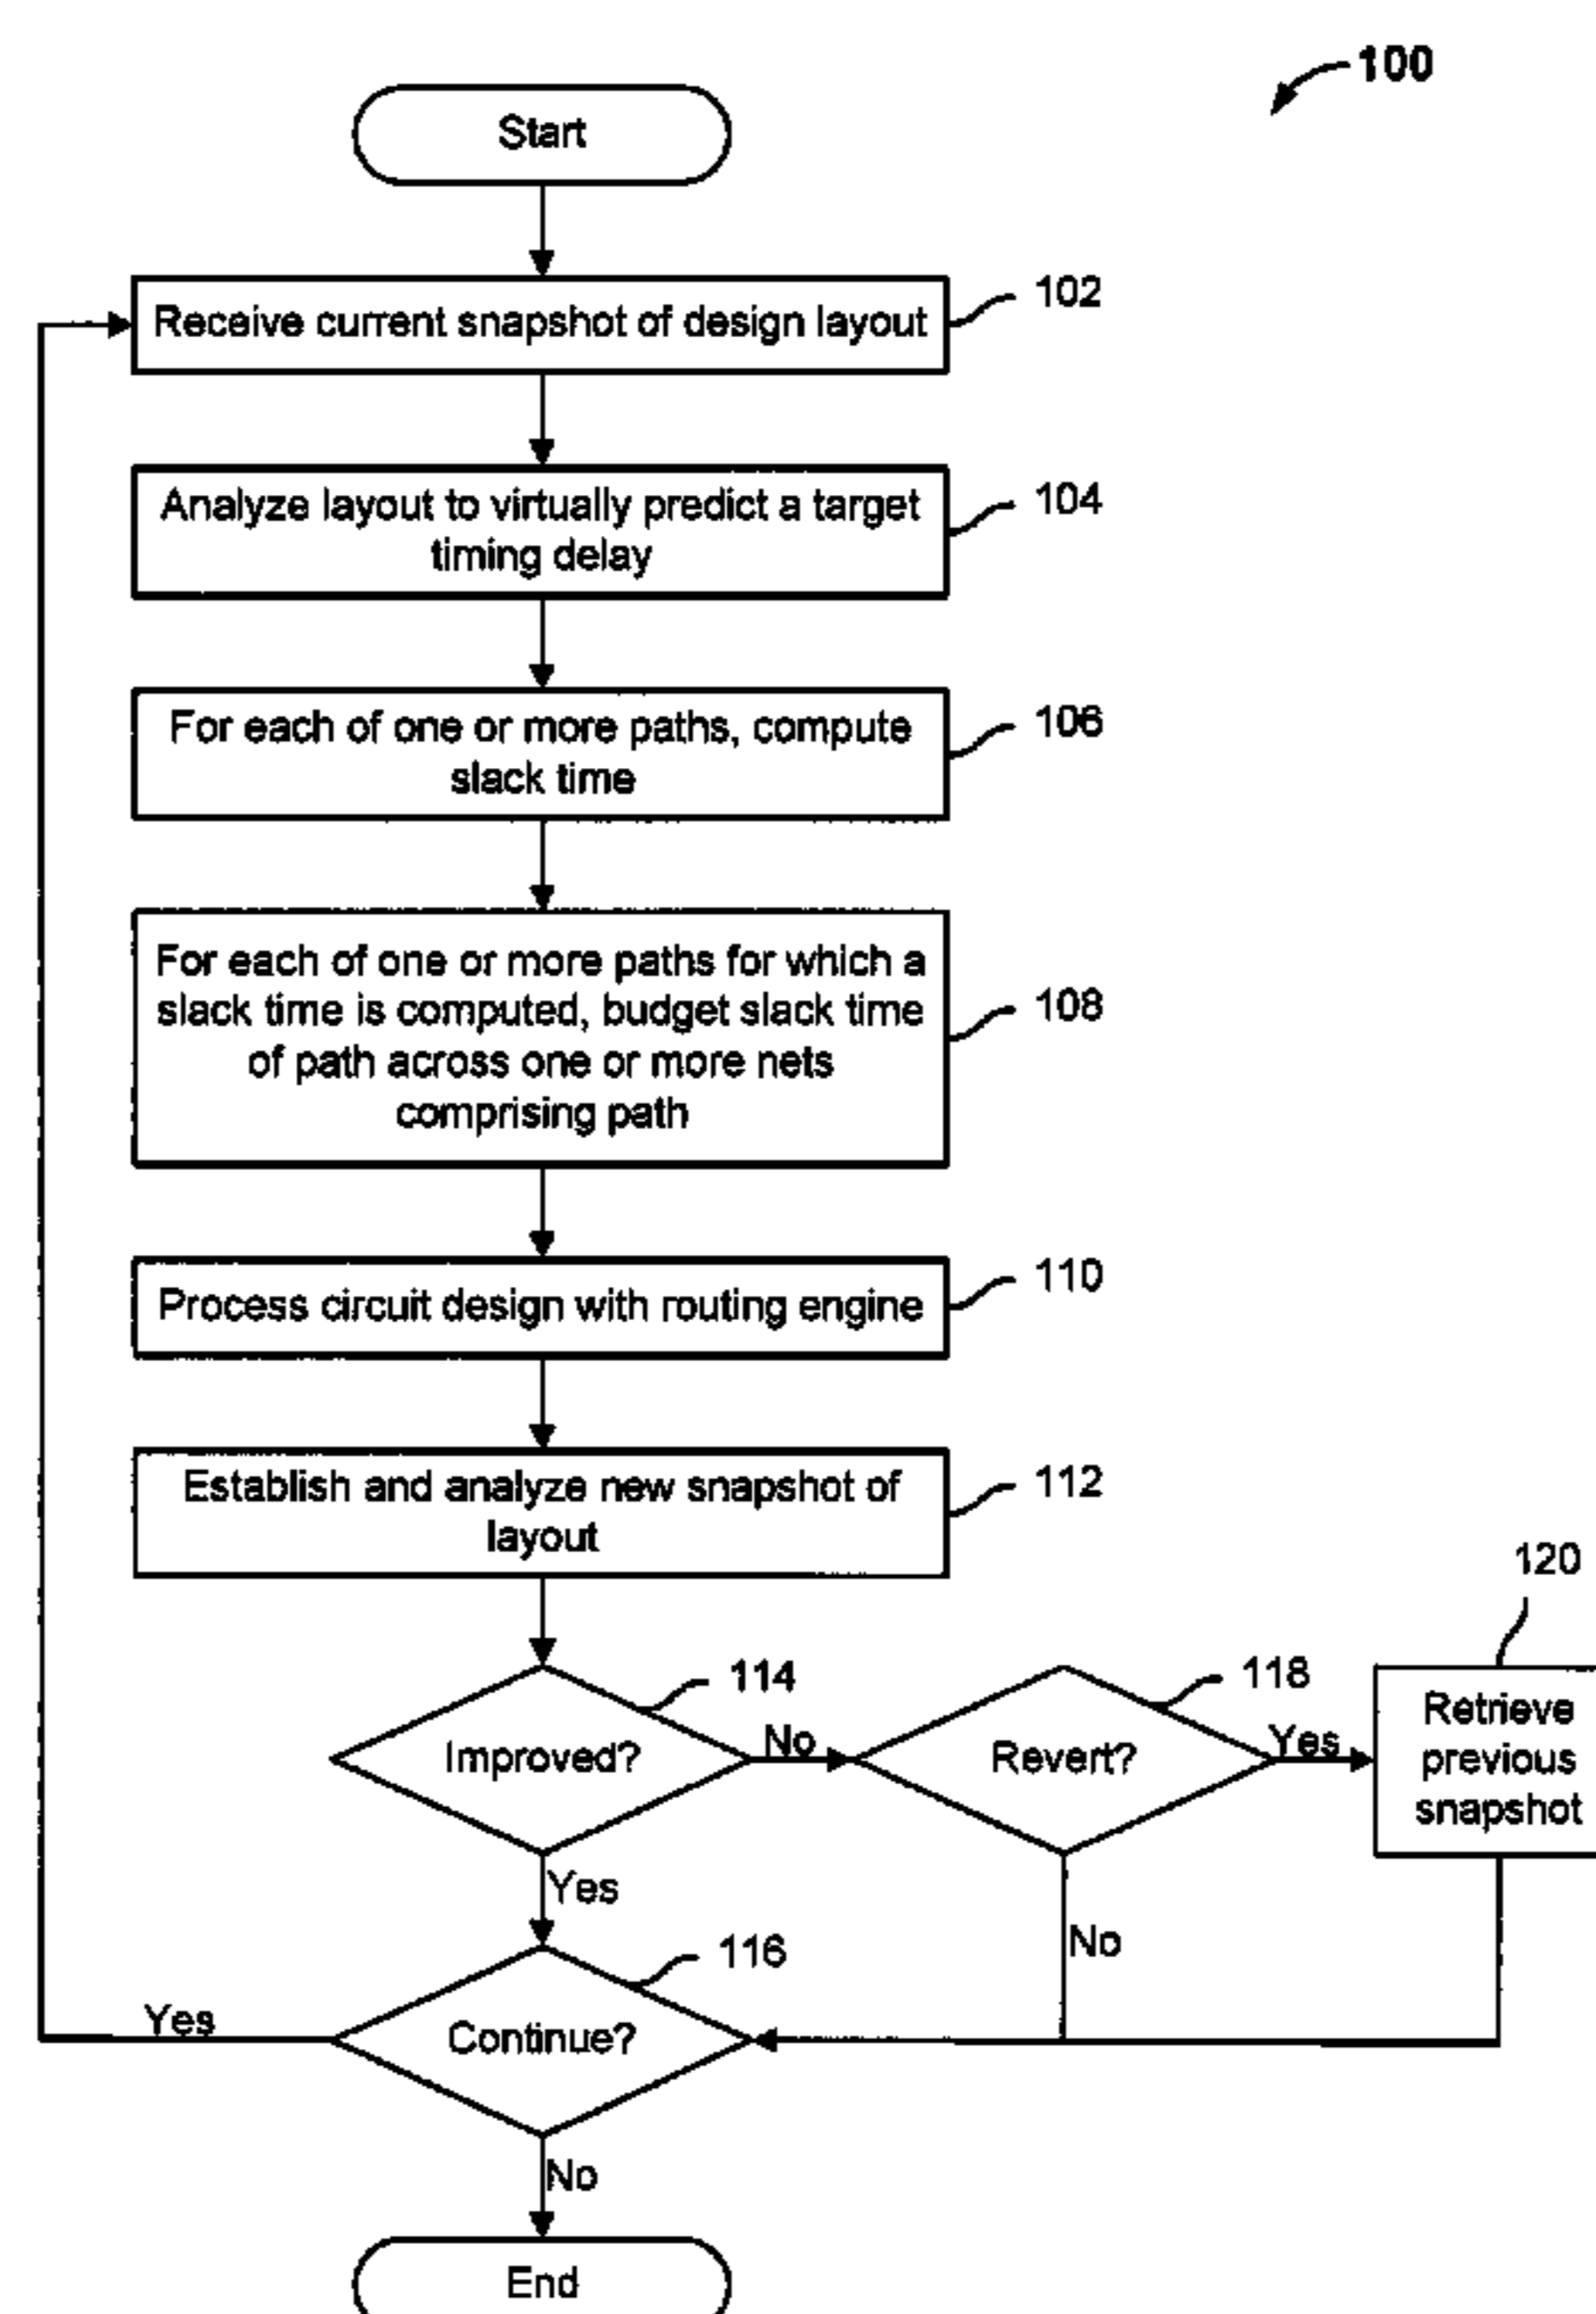 100
Start
Receive current snapshot of design layout
102
Analyze layout to virtually predict a target
timing delay
104
For each of one or more paths, compute
slack time
106
For each of one or more paths for which a
slack time is computed, budget slack time
of path across one or more nets
comprising path
108
Process circuit design with routing engine
110
Establish and analyze new snapshot of
layout
112
Improved?
114
No
Revert?
118
Yes
Retrieve
previous
snapshot
120
Yes
No
Continue?
116
Yes
No
End